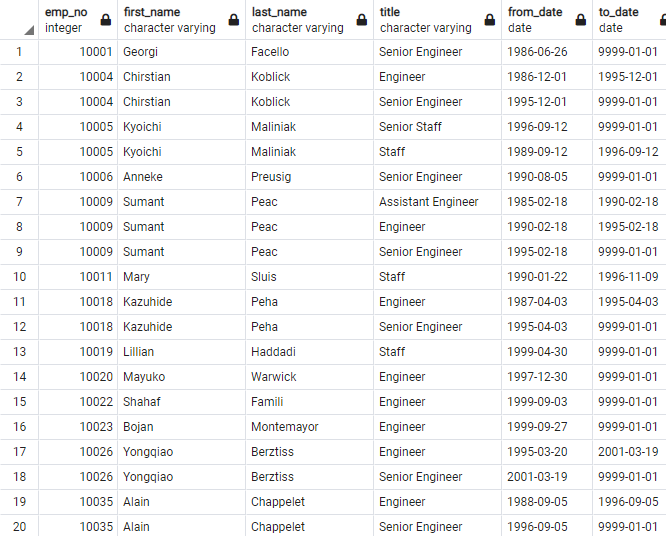 emp_no first_name last_name title from_date to_date
integer character varying character varying character varying date date
1 10001 Georgi Facello Senior Engineer 1986-06-26 9999-01-01
2 10004 Chirstian Koblick Engineer 1986-12-01 1995-12-01
3 10004 Chirstian Koblick Senior Engineer 1995-12-01 9999-01-01
4 10005 Kyoichi Maliniak Senior Staff 1996-09-12 9999-01-01
5 10005 Kyoichi Maliniak Staff 1989-09-12 1996-09-12
6 10006 Anneke Preusig Senior Engineer 1990-08-05 9999-01-01
7 10009 Sumant Peac Assistant Engineer 1985-02-18 1990-02-18
8 10009 Sumant Peac Engineer 1990-02-18 1995-02-18
9 10009 Sumant Peac Senior Engineer 1995-02-18 9999-01-01
10 10011 Mary Sluis Staff 1990-01-22 1996-11-09
11 10018 Kazuhide Peha Engineer 1987-04-03 1995-04-03
12 10018 Kazuhide Peha Senior Engineer 1995-04-03 9999-01-01
13 10019 Lillian Haddadi Staff 1999-04-30 9999-01-01
14 10020 Mayuko Warwick Engineer 1997-12-30 9999-01-01
15 10022 Shahaf Famili Engineer 1999-09-03 9999-01-01
16 10023 Bojan Montemayor Engineer 1999-09-27 9999-01-01
17 10026 Yongqiao Berztiss Engineer 1995-03-20 2001-03-19
18 10026 Yongqiao Berztiss Senior Engineer 2001-03-19 9999-01-01
19 10035 Alain Chappelet Engineer 1988-09-05 1996-09-05
20 10035 Alain Chappelet Senior Engineer 1996-09-05 9999-01-01